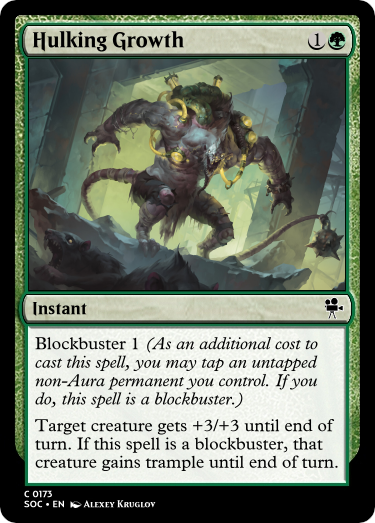 Hulking Growth 1
Instant
Blockbuster 1 (As an additional cost to
cast this spell, you may tap an untapped
non-Aura permanent you control. If you
do, this spell is a blockbuster.)
Target creature gets +3/+3 until end of
turn. If this spell is a blockbuster, that
creature gains trample until end of turn.
C 0173
SOC • EN Alexey Kruglov